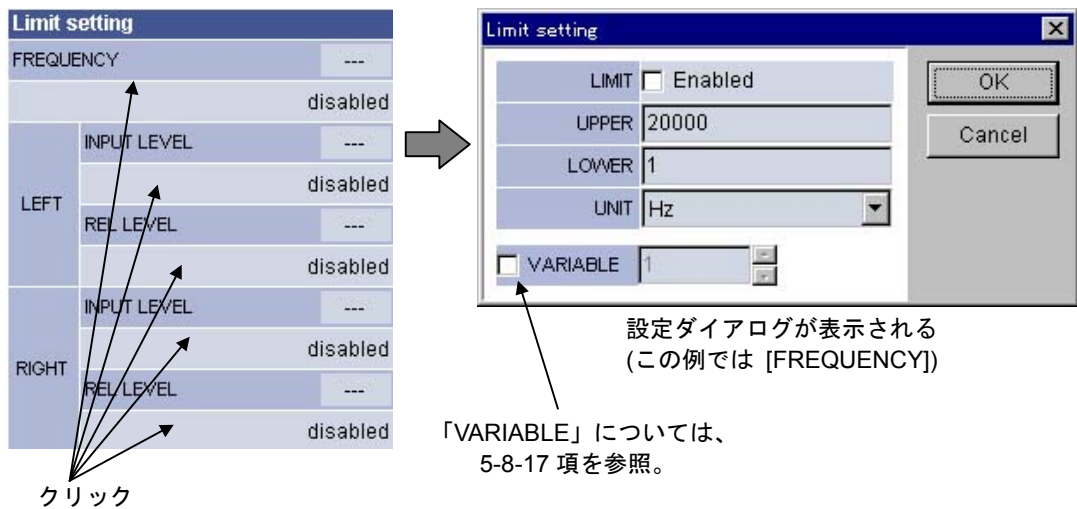 Limit setting
FREQUENCY ---
disabled
LEFT
INPUT LEVEL ---
disabled
REL LEVEL ---
disabled
RIGHT
INPUT LEVEL ---
disabled
REL LEVEL ---
disabled
クリック
Limit setting
LIMIT Enabled
UPPER 20000
LOWER 1
UNIT Hz
VARIABLE 1
OK
Cancel
設定ダイアログが表示される
(この例では [FREQUENCY])
「VARIABLE」については、
5-8-17 項を参照。